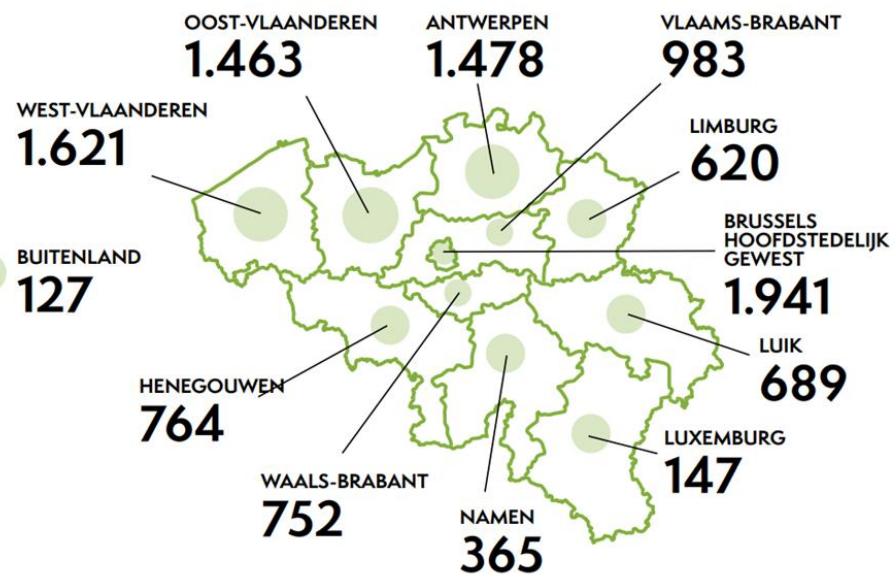 OOST-VLAANDEREN
1.463
ANTWERPEN
1.478
VLAAMS-BRABANT
983
WEST-VLAANDEREN
1.621
LIMBURG
620
BRUSSELS
HOOFDSTEDELIJK
GEWEST
1.941
BUITENLAND
127
LUIK
689
HENEGOUWEN
764
LUXEMBURG
147
WAALS-BRABANT
752
NAMEN
365